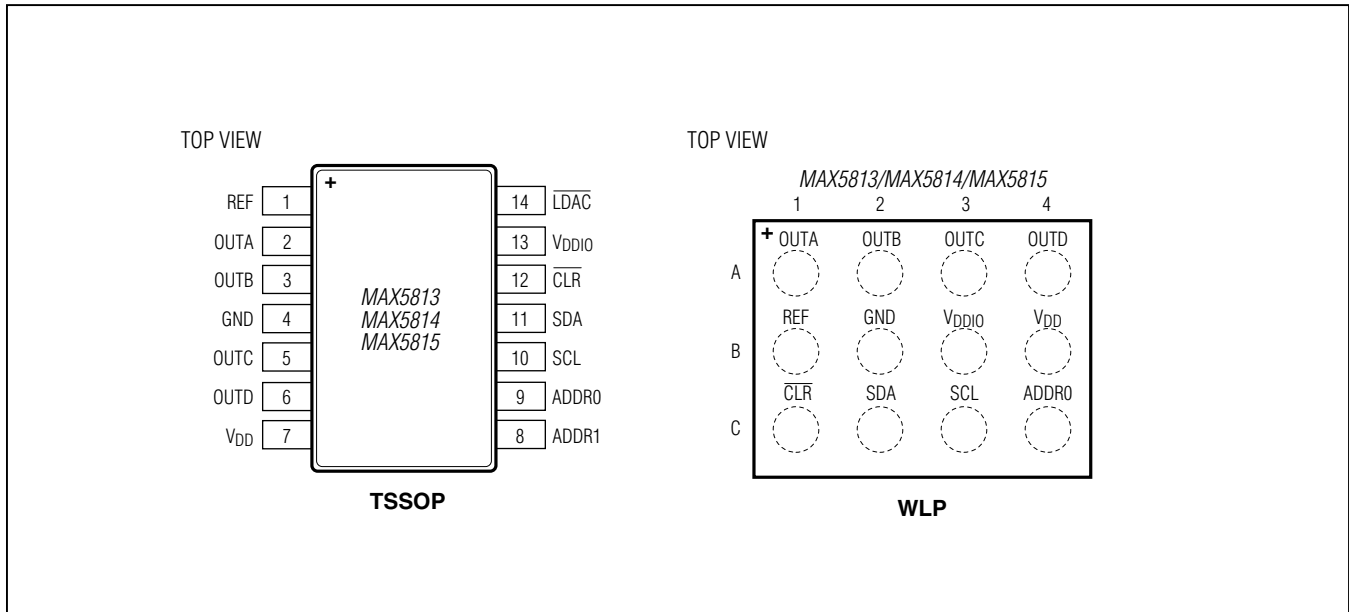 TOP VIEW
+
REF 1
OUTA 2
OUTB 3
GND 4
OUTC 5
OUTD 6
VDD 7
MAX5813
MAX5814
MAX5815
14 LDAC
13 VDDIO
12 CLR
11 SDA
10 SCL
9 ADDR0
8 ADDR1
TSSOP
TOP VIEW
MAX5813/MAX5814/MAX5815
1 2 3 4
+ OUTA OUTB OUTC OUTD
A
REF GND VDDIO VDD
B
CLR SDA SCL ADDR0
C
WLP